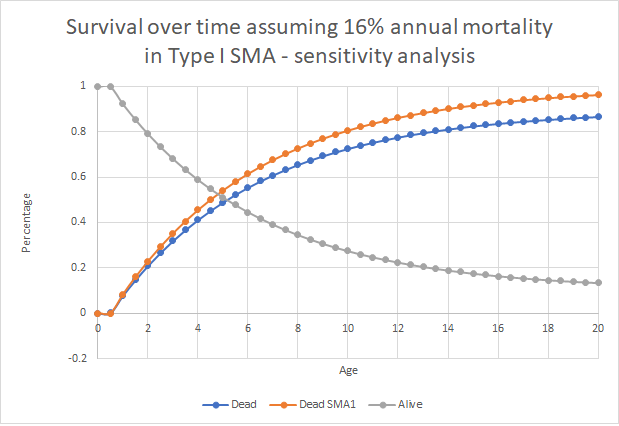 Survival over time assuming 16% annual mortality
in Type I SMA - sensitivity analysis
1
0.8
0.6
0.4
0.2
0
-0.2
Percentage
0 2 4 6 8 10 12 14 16 18 20
Age
Dead Dead SMA1 Alive